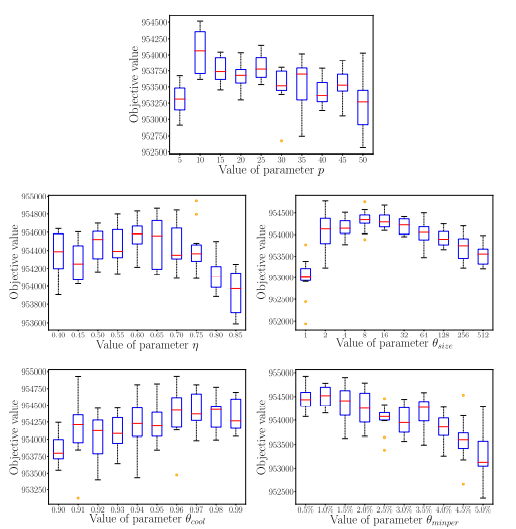 Objective value
954500
954250
954000
953750
953500
953250
953000
952750
952500
5 10 15 20 25 30 35 40 45 50
Value of parameter p
Objective value
955000
954800
954600
954400
954200
954000
953800
953600
0.40 0.45 0.50 0.55 0.60 0.65 0.70 0.75 0.80 0.85
Value of parameter η
Objective value
954500
954000
953500
953000
952500
952000
1 2 4 8 16 32 64 128 256 512
Value of parameter θsize
Objective value
955000
954750
954500
954250
954000
953750
953500
953250
0.90 0.91 0.92 0.93 0.94 0.95 0.96 0.97 0.98 0.99
Value of parameter θcool
Objective value
955000
954500
954000
953500
953000
952500
0.5% 1.0% 1.5% 2.0% 2.5% 3.0% 3.5% 4.0% 4.5% 5.0%
Value of parameter θminper